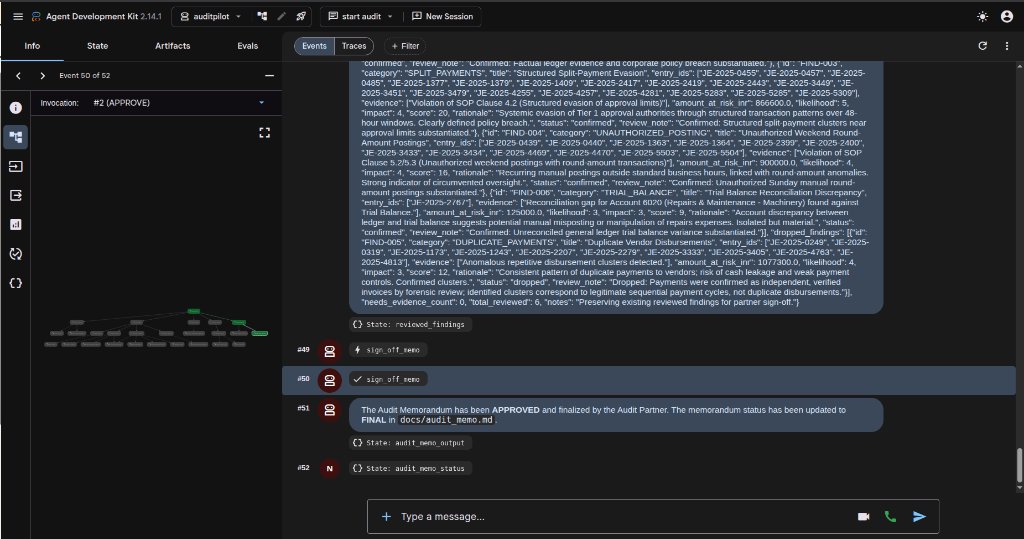 Agent Development Kit 2.14.1
auditpilot
start audit
New Session
Info
State
Artifacts
Evals
Events
Traces
+ Filter
Event 50 of 52
Invocation:
#2 (APPROVE)
"confirmed", "review_note": "Confirmed: Factual ledger evidence and corporate policy breach substantiated."}, {"id": "FIND-003",
"category": "SPLIT_PAYMENTS", "title": "Structured Split-Payment Evasion", "entry_ids": ["JE-2025-0455", "JE-2025-0457", "JE-2025-
0485", "JE-2025-1377", "JE-2025-1379", "JE-2025-1409", "JE-2025-2417", "JE-2025-2419", "JE-2025-2443", "JE-2025-3449", "JE-
2025-3451", "JE-2025-3479", "JE-2025-4255", "JE-2025-4257", "JE-2025-4281", "JE-2025-5283", "JE-2025-5285", "JE-2025-5309"],
"evidence": ["Violation of SOP Clause 4.2 (Structured evasion of approval limits)"], "amount_at_risk_inr": 866600.0, "likelihood": 5,
"impact": 4, "score": 20, "rationale": "Systemic evasion of Tier 1 approval authorities through structured transaction patterns over 48-
hour windows. Clearly defined policy breach.", "status": "confirmed", "review_note": "Confirmed: Structured split-payment clusters near
approval limits substantiated."}, {"id": "FIND-004", "category": "UNAUTHORIZED_POSTING", "title": "Unauthorized Weekend Round-
Amount Postings", "entry_ids": ["JE-2025-0439", "JE-2025-0440", "JE-2025-1363", "JE-2025-1364", "JE-2025-2399", "JE-2025-2400",
"JE-2025-3433", "JE-2025-3434", "JE-2025-4469", "JE-2025-4470", "JE-2025-5503", "JE-2025-5504"], "evidence": ["Violation of SOP
Clause 5.2/5.3 (Unauthorized weekend postings with round-amount transactions)"], "amount_at_risk_inr": 900000.0, "likelihood": 4,
"impact": 4, "score": 16, "rationale": "Recurring manual postings outside standard business hours, linked with round-amount anomalies.
Strong indicator of circumvented oversight.", "status": "confirmed", "review_note": "Confirmed: Unauthorized Sunday manual round-
amount postings substantiated."}, {"id": "FIND-006", "category": "TRIAL_BALANCE", "title": "Trial Balance Reconciliation Discrepancy",
"entry_ids": ["JE-2025-2767"], "evidence": ["Reconciliation gap for Account 6020 (Repairs & Maintenance - Machinery) found against
Trial Balance."], "amount_at_risk_inr": 125000.0, "likelihood": 3, "impact": 3, "score": 9, "rationale": "Account discrepancy between
ledger and trial balance suggests potential manual misposting or manipulation of repairs expenses. Isolated but material.", "status":
"confirmed", "review_note": "Confirmed: Unreconciled general ledger trial balance variance substantiated."}], "dropped_findings": [{"id":
"FIND-005", "category": "DUPLICATE_PAYMENTS", "title": "Duplicate Vendor Disbursements", "entry_ids": ["JE-2025-0249", "JE-2025-
0319", "JE-2025-1173", "JE-2025-1243", "JE-2025-2207", "JE-2025-2279", "JE-2025-3333", "JE-2025-3405", "JE-2025-4763", "JE-
2025-4813"], "evidence": ["Anomalous repetitive disbursement clusters detected."], "amount_at_risk_inr": 1077300.0, "likelihood": 4,
"impact": 3, "score": 12, "rationale": "Consistent pattern of duplicate payments to vendors; risk of cash leakage and weak payment
controls. Confirmed clusters.", "status": "dropped", "review_note": "Dropped: Payments were confirmed as independent, verified
invoices by forensic review; identified clusters correspond to legitimate sequential payment cycles, not duplicate disbursements."}],
"needs_evidence_count": 0, "total_reviewed": 6, "notes": "Preserving existing reviewed findings for partner sign-off."}
{} State: reviewed_findings
#49
sign_off_memo
#50
sign_off_memo
#51
The Audit Memorandum has been APPROVED and finalized by the Audit Partner. The memorandum status has been updated to
FINAL in docs/audit_memo.md.
{} State: audit_memo_output
#52
N
{} State: audit_memo_status
Type a message...